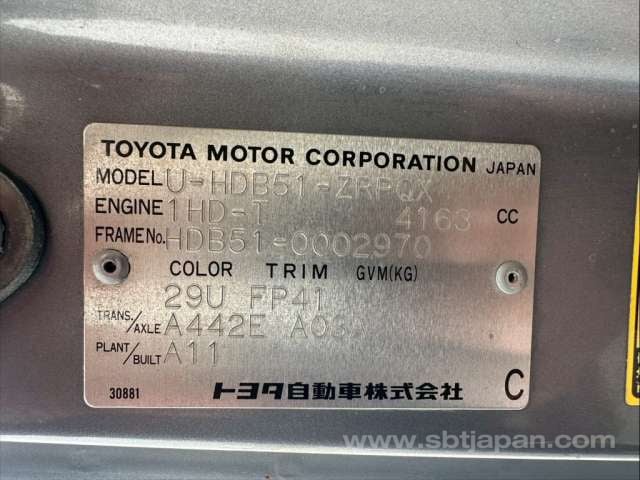 TOYOTA MOTOR CORPORATION JAPAN
MODEL U-HDB51-ZRPQX
ENGINE 1HD-T 4163 CC
FRAME No. HDB51-0002970
COLOR TRIM GVM(KG)
29U FP41
TRANS./AXLE A442E A03A
PLANT/BUILT A11
30881 トヨタ自動車株式会社 C
www.sbtjapan.com